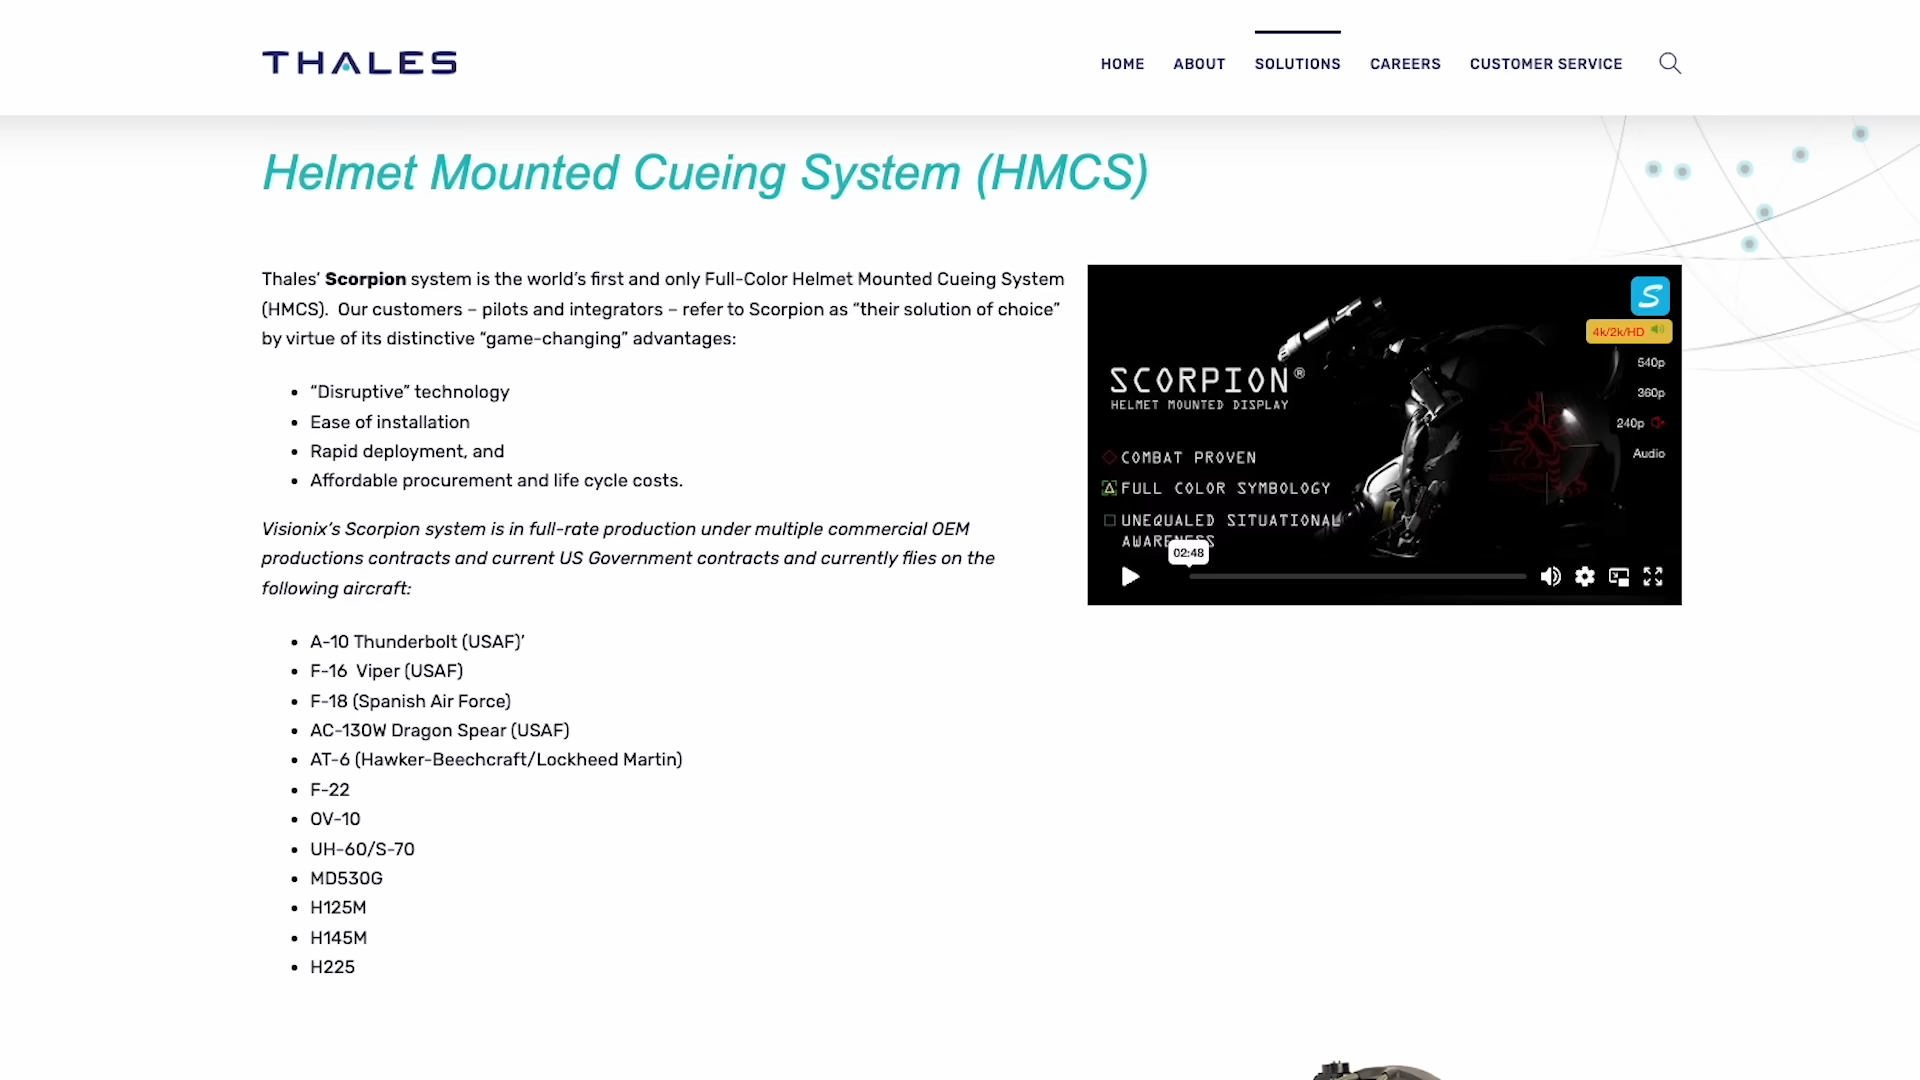 THALES
HOME ABOUT SOLUTIONS CAREERS CUSTOMER SERVICE
Helmet Mounted Cueing System (HMCS)
Thales’ Scorpion system is the world’s first and only Full-Color Helmet Mounted Cueing System
(HMCS). Our customers – pilots and integrators – refer to Scorpion as “their solution of choice”
by virtue of its distinctive “game-changing” advantages:
• “Disruptive” technology
• Ease of installation
• Rapid deployment, and
• Affordable procurement and life cycle costs.
Visionix’s Scorpion system is in full-rate production under multiple commercial OEM
productions contracts and current US Government contracts and currently flies on the
following aircraft:
• A-10 Thunderbolt (USAF)’
• F-16 Viper (USAF)
• F-18 (Spanish Air Force)
• AC-130W Dragon Spear (USAF)
• AT-6 (Hawker-Beechcraft/Lockheed Martin)
• F-22
• OV-10
• UH-60/S-70
• MD530G
• H125M
• H145M
• H225
S
4k/2k/HD
540p
360p
240p
Audio
SCORPION®
HELMET MOUNTED DISPLAY
COMBAT PROVEN
FULL COLOR SYMBOLOGY
UNEQUALED SITUATIONAL
AWARENESS
02:48